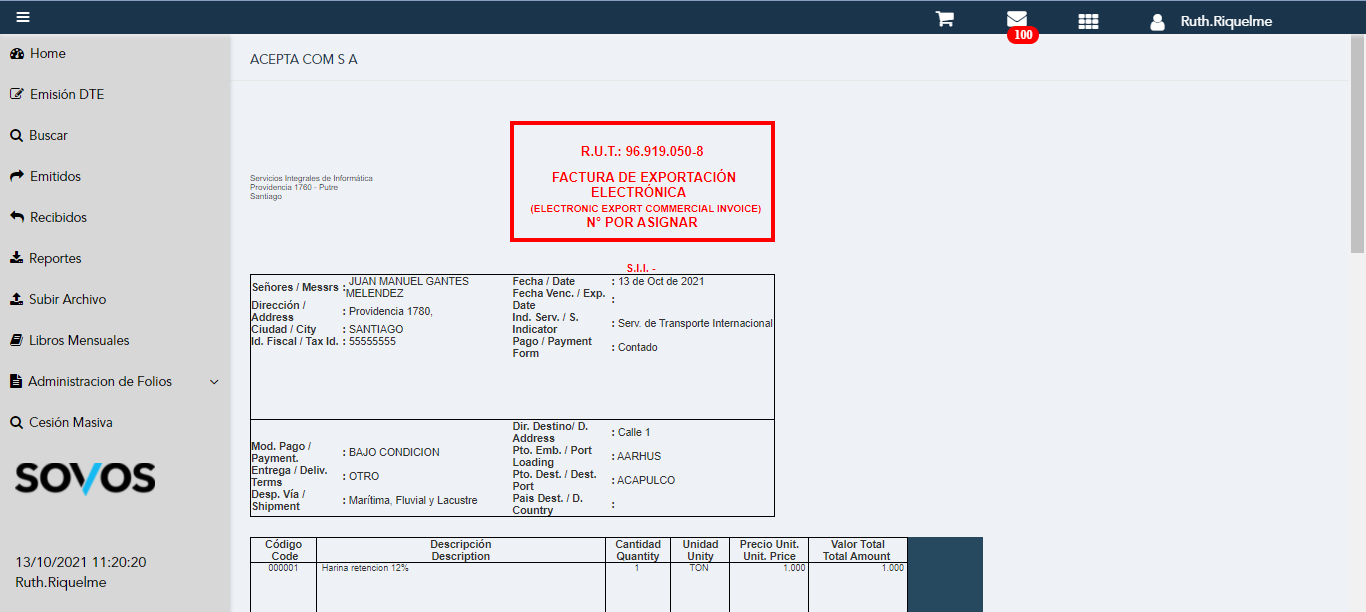 Ruth.Riquelme
100
Home
Emisión DTE
Buscar
Emitidos
Recibidos
Reportes
Subir Archivo
Libros Mensuales
Administracion de Folios
Cesión Masiva
SOVOS
13/10/2021 11:20:20
Ruth.Riquelme
ACEPTA COM S A
Servicios Integrales de Informática
Providencia 1760 - Putre
Santiago
R.U.T.: 96.919.050-8
FACTURA DE EXPORTACIÓN
ELECTRÓNICA
(ELECTRONIC EXPORT COMMERCIAL INVOICE)
N° POR ASIGNAR
S.I.I. -
Señores / Messrs : JUAN MANUEL GANTES
MELENDEZ
Dirección /
Address : Providencia 1780,
Ciudad / City : SANTIAGO
Id. Fiscal / Tax Id. : 55555555
Fecha / Date : 13 de Oct de 2021
Fecha Venc. / Exp.
Date :
Ind. Serv. / S.
Indicator : Serv. de Transporte Internacional
Pago / Payment
Form : Contado
Mod. Pago /
Payment. : BAJO CONDICION
Entrega / Deliv.
Terms : OTRO
Desp. Vía /
Shipment : Marítima, Fluvial y Lacustre
Dir. Destino/ D.
Address : Calle 1
Pto. Emb. / Port
Loading : AARHUS
Pto. Dest. / Dest.
Port : ACAPULCO
Pais Dest. / D.
Country :
Código Descripción Cantidad Unidad Precio Unit. Valor Total
Code Description Quantity Unity Unit. Price Total Amount
000001 Harina retencion 12% 1 TON 1.000 1.000